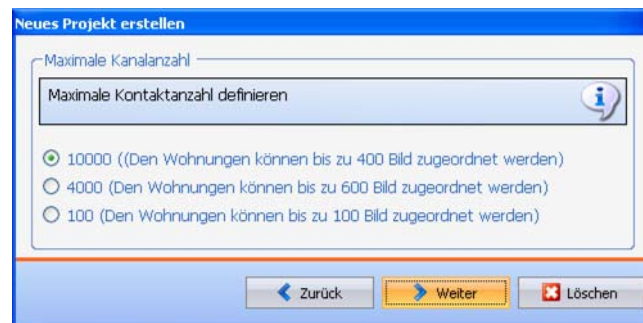 Neues Projekt erstellen
Maximale Kanalanzahl
Maximale Kontaktanzahl definieren
10000 ((Den Wohnungen können bis zu 400 Bild zugeordnet werden)
4000 (Den Wohnungen können bis zu 600 Bild zugeordnet werden)
100 (Den Wohnungen können bis zu 100 Bild zugeordnet werden)
Zurück
Weiter
Löschen